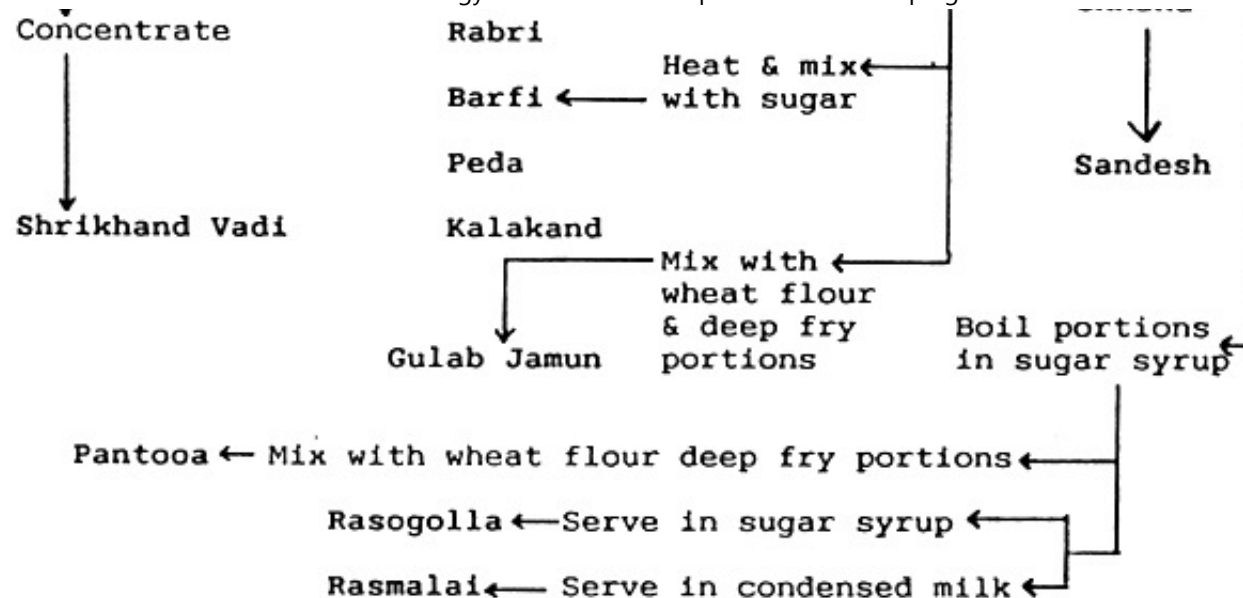 Concentrate
Rabri
Heat & mix
Barfi
with sugar
Peda
Sandesh
Shrikhand Vadi
Kalakand
Mix with
wheat flour
& deep fry
portions
Gulab Jamun
Boil portions
in sugar syrup
Pantooa
Mix with wheat flour deep fry portions
Rasogolla
Serve in sugar syrup
Rasmalai
Serve in condensed milk